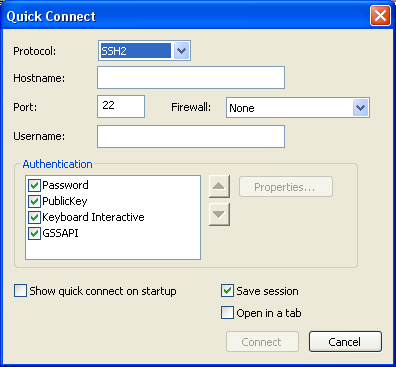 Quick Connect
Protocol: SSH2
Hostname:
Port: 22 Firewall: None
Username:
Authentication
Password
PublicKey
Keyboard Interactive
GSSAPI
Properties...
Show quick connect on startup
Save session
Open in a tab
Connect Cancel